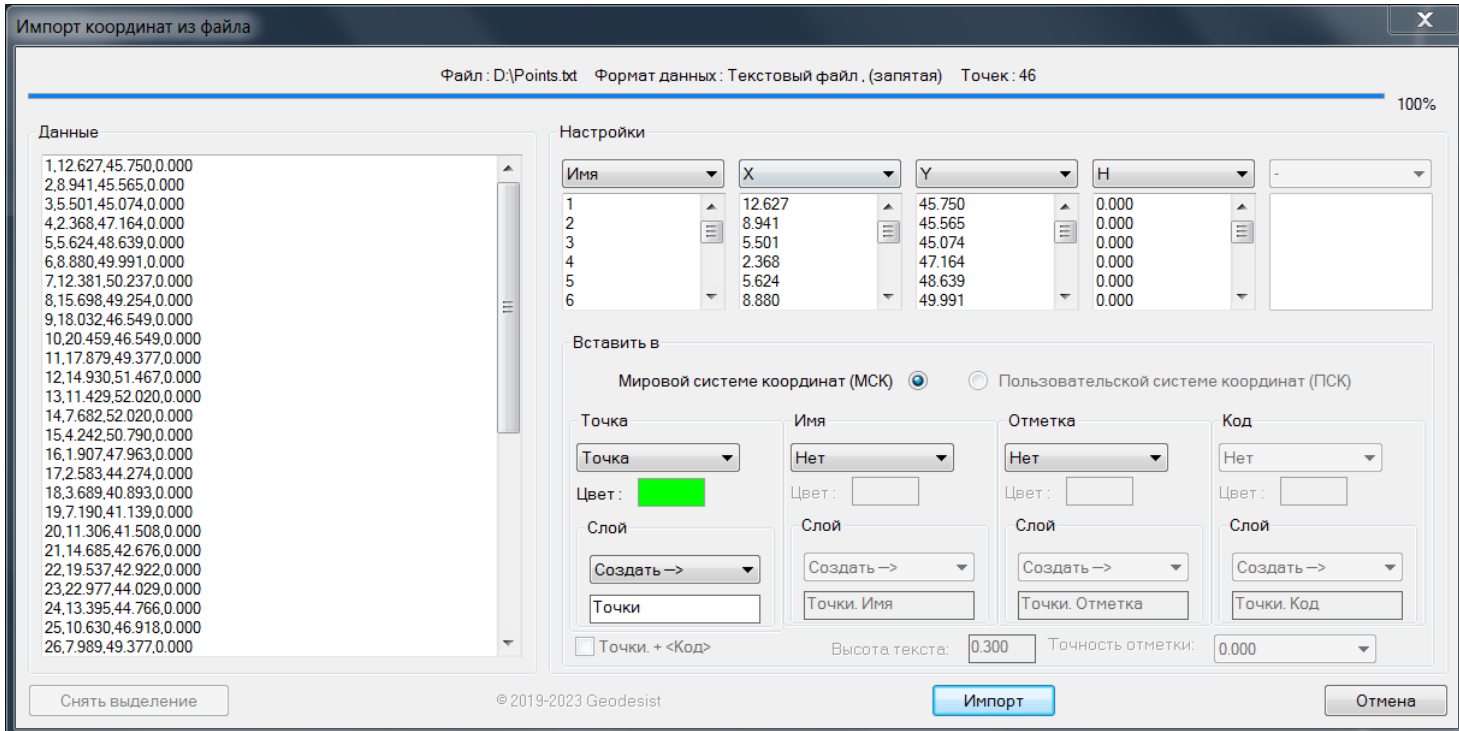 Импорт координат из файла
X
Файл : D:\Points.txt Формат данных : Текстовый файл , (запятая) Точек : 46
100%
Данные
1,12.627,45.750,0.000
2,8.941,45.565,0.000
3,5.501,45.074,0.000
4,2.368,47.164,0.000
5,5.624,48.639,0.000
6,8.880,49.991,0.000
7,12.381,50.237,0.000
8,15.698,49.254,0.000
9,18.032,46.549,0.000
10,20.459,46.549,0.000
11,17.879,49.377,0.000
12,14.930,51.467,0.000
13,11.429,52.020,0.000
14,7.682,52.020,0.000
15,4.242,50.790,0.000
16,1.907,47.963,0.000
17,2.583,44.274,0.000
18,3.689,40.893,0.000
19,7.190,41.139,0.000
20,11.306,41.508,0.000
21,14.685,42.676,0.000
22,19.537,42.922,0.000
23,22.977,44.029,0.000
24,13.395,44.766,0.000
25,10.630,46.918,0.000
26,7.989,49.377,0.000
Настройки
Имя X Y H -
1 12.627 45.750 0.000
2 8.941 45.565 0.000
3 5.501 45.074 0.000
4 2.368 47.164 0.000
5 5.624 48.639 0.000
6 8.880 49.991 0.000
Вставить в
Мировой системе координат (МСК) Пользовательской системе координат (ПСК)
Точка Имя Отметка Код
Точка Нет Нет Нет
Цвет : Цвет : Цвет : Цвет :
Слой Слой Слой Слой
Создать —> Создать —> Создать —> Создать —>
Точки Точки. Имя Точки. Отметка Точки. Код
Точки. + <Код> Высота текста: 0.300 Точность отметки: 0.000
Снять выделение © 2019-2023 Geodesist Импорт Отмена